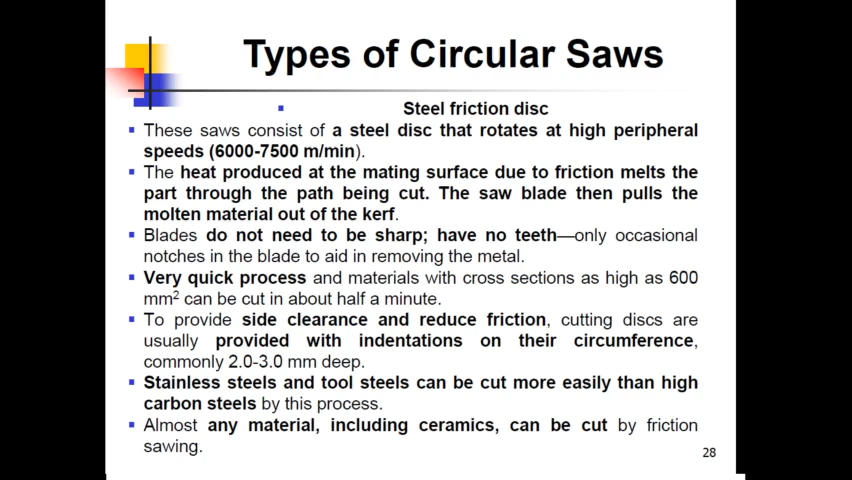 Types of Circular Saws
▪ Steel friction disc
▪ These saws consist of a steel disc that rotates at high peripheral
speeds (6000-7500 m/min).
▪ The heat produced at the mating surface due to friction melts the
part through the path being cut. The saw blade then pulls the
molten material out of the kerf.
▪ Blades do not need to be sharp; have no teeth—only occasional
notches in the blade to aid in removing the metal.
▪ Very quick process and materials with cross sections as high as 600
mm² can be cut in about half a minute.
▪ To provide side clearance and reduce friction, cutting discs are
usually provided with indentations on their circumference,
commonly 2.0-3.0 mm deep.
▪ Stainless steels and tool steels can be cut more easily than high
carbon steels by this process.
▪ Almost any material, including ceramics, can be cut by friction
sawing.
28